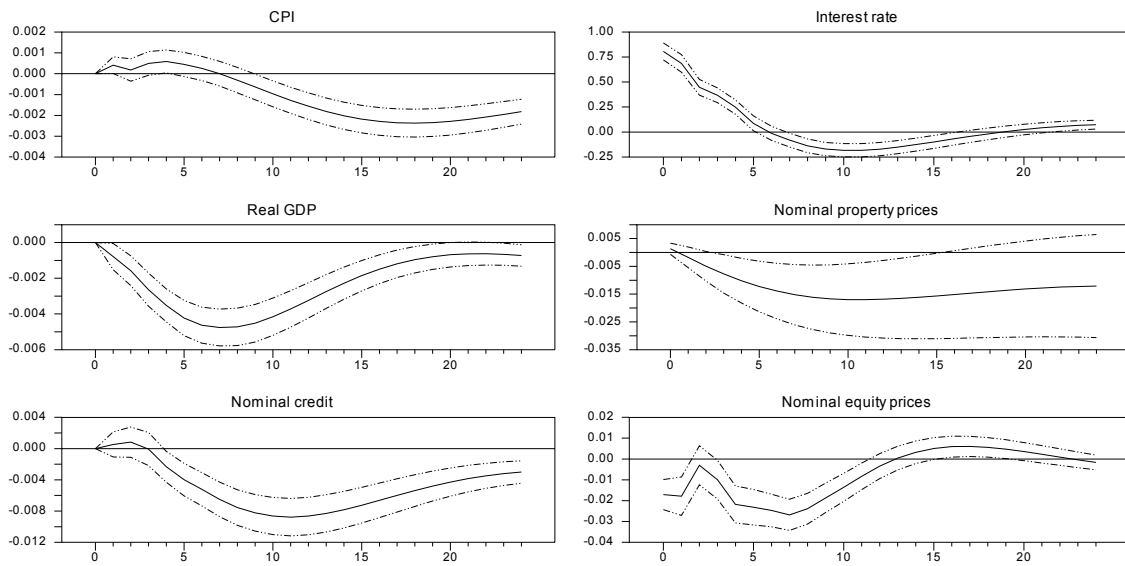 CPI
0.002
0.001
0.000
-0.001
-0.002
-0.003
-0.004
0 5 10 15 20
Interest rate
1.00
0.75
0.50
0.25
0.00
-0.25
0 5 10 15 20
Real GDP
0.000
-0.002
-0.004
-0.006
0 5 10 15 20
Nominal property prices
0.005
-0.005
-0.015
-0.025
-0.035
0 5 10 15 20
Nominal credit
0.004
0.000
-0.004
-0.008
-0.012
0 5 10 15 20
Nominal equity prices
0.02
0.01
0.00
-0.01
-0.02
-0.03
-0.04
0 5 10 15 20